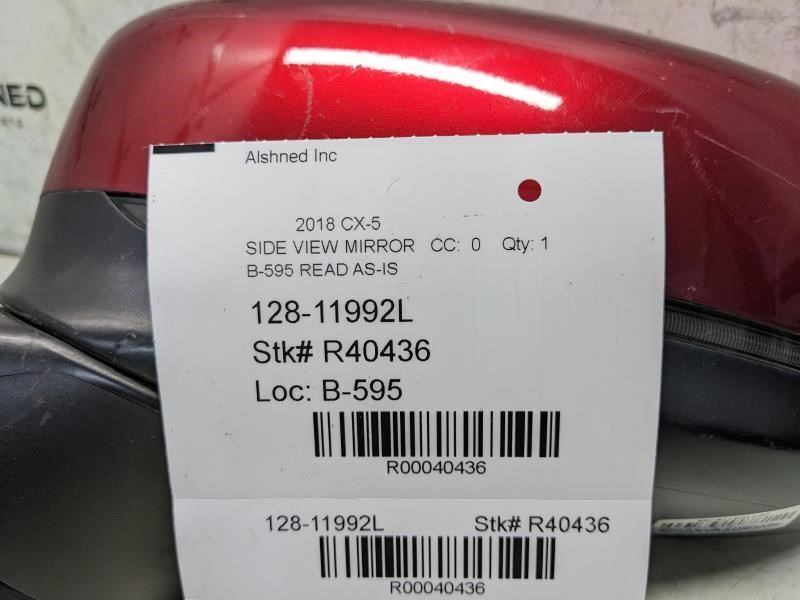 Alshned Inc
2018 CX-5
SIDE VIEW MIRROR CC: 0 Qty: 1
B-595 READ AS-IS
128-11992L
Stk# R40436
Loc: B-595
R00040436
128-11992L Stk# R40436
R00040436